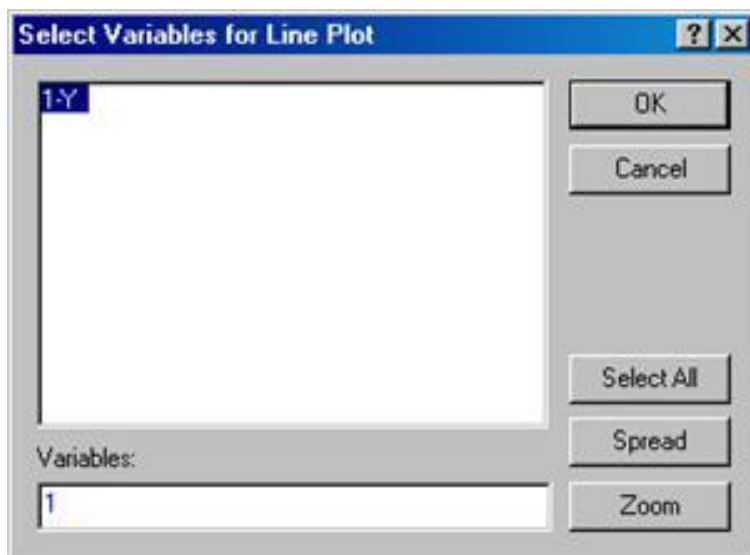 Select Variables for Line Plot
? ×
1-Y
OK
Cancel
Select All
Spread
Zoom
Variables:
1